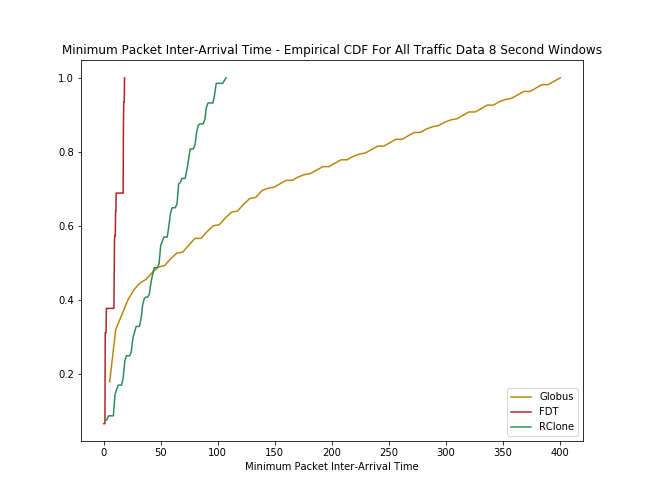 Minimum Packet Inter-Arrival Time - Empirical CDF For All Traffic Data 8 Second Windows
1.0
0.8
0.6
0.4
0.2
Globus
FDT
RClone
0 50 100 150 200 250 300 350 400
Minimum Packet Inter-Arrival Time